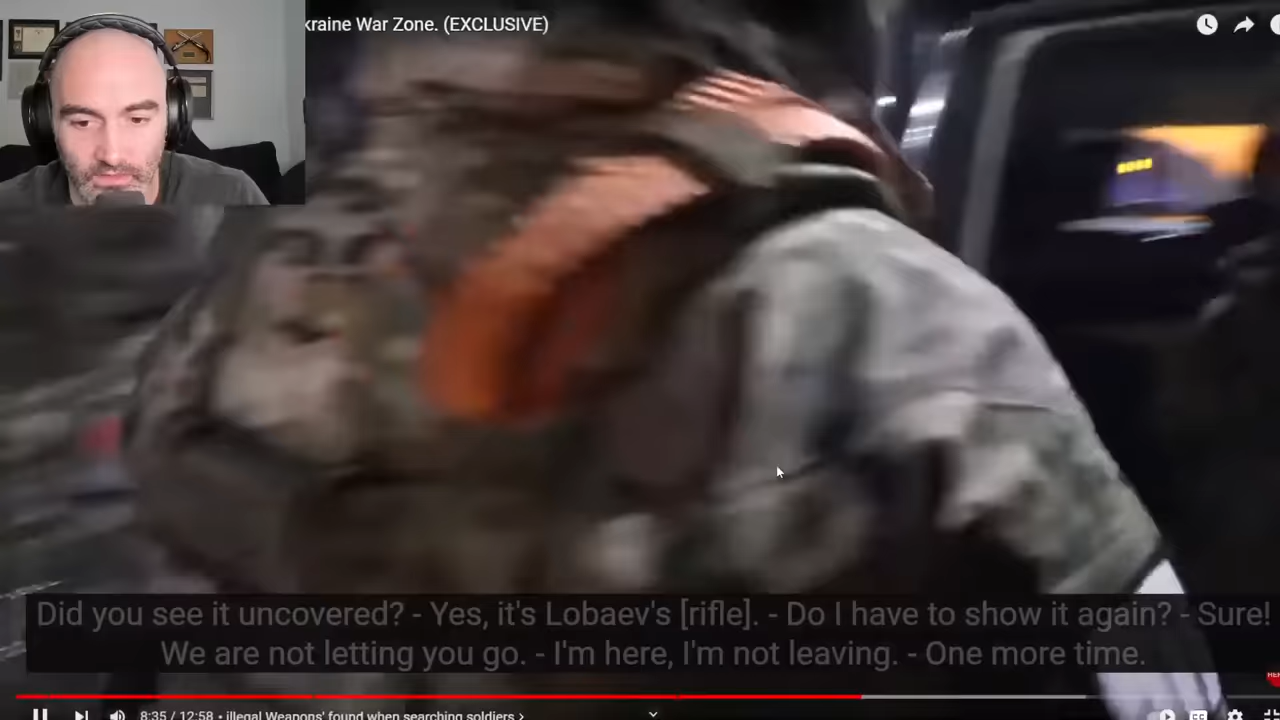 kraine War Zone. (EXCLUSIVE)
Did you see it uncovered? - Yes, it's Lobaev's [rifle]. - Do I have to show it again? - Sure!
We are not letting you go. - I'm here, I'm not leaving. - One more time.
8:35 / 12:58 • illegal Weapons' found when searching soldiers >